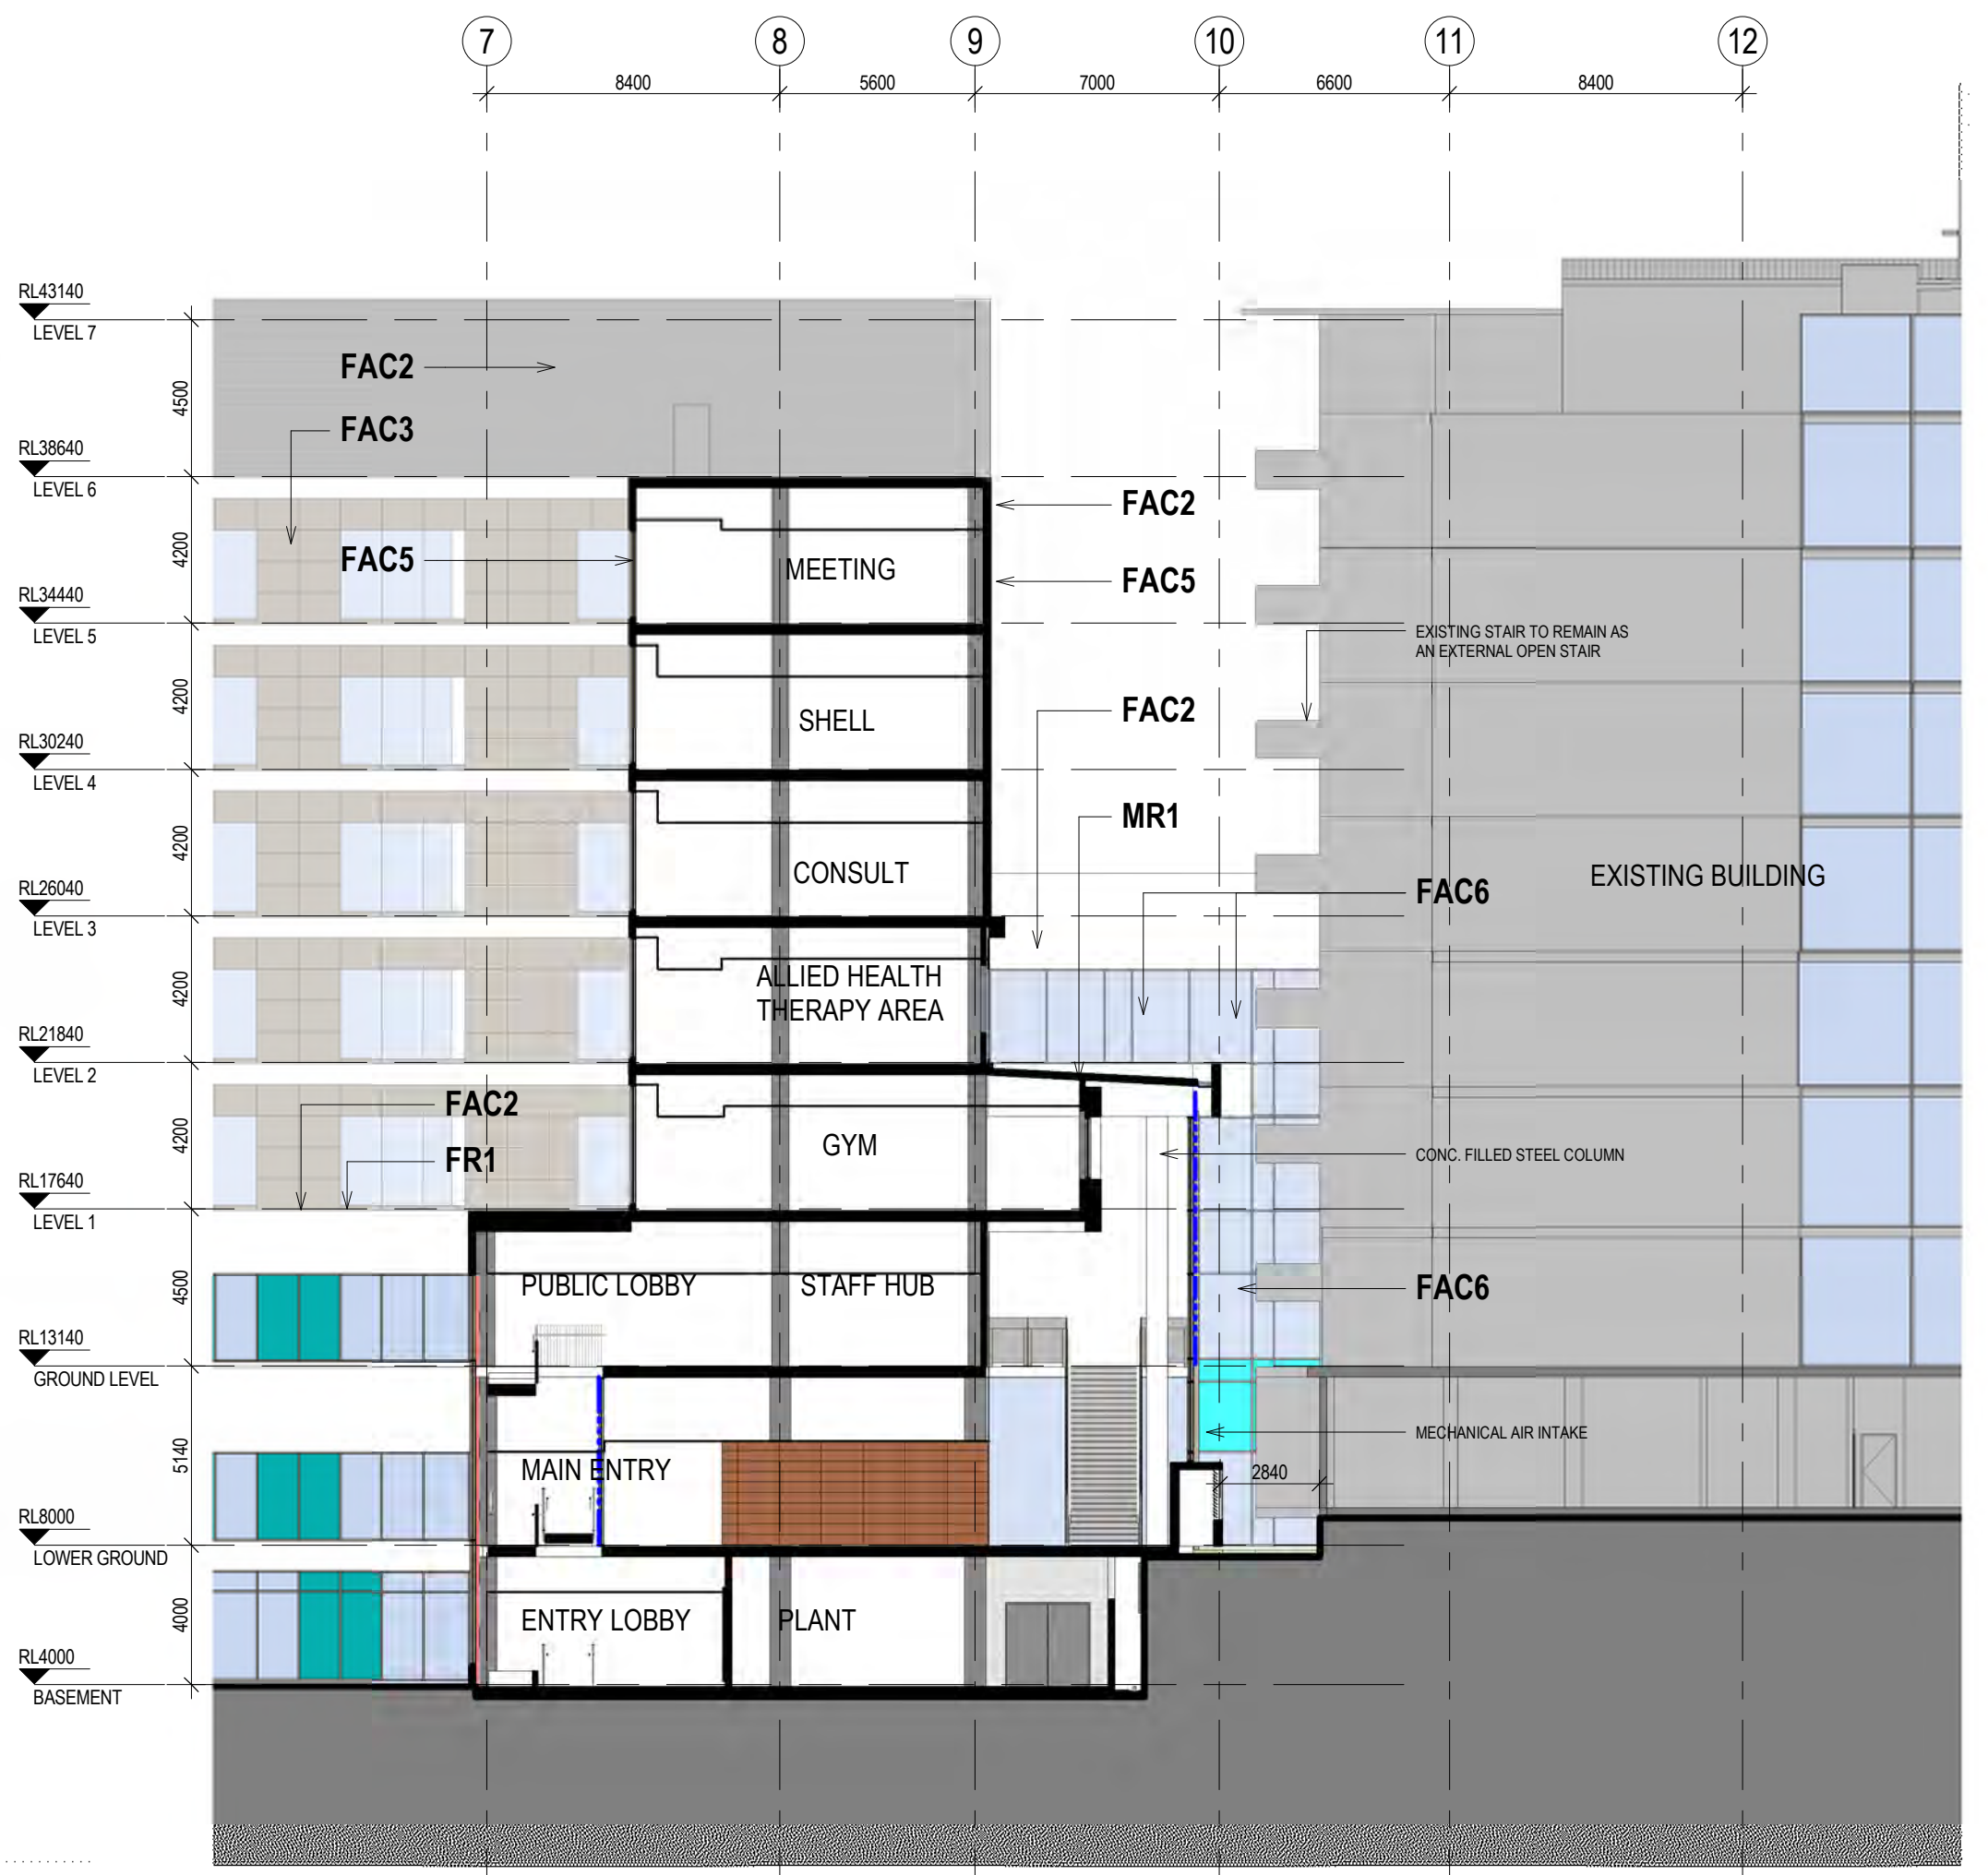 7
8
9
10
11
12
8400
5600
7000
6600
8400
RL43140
LEVEL 7
4500
FAC2
FAC3
RL38640
LEVEL 6
4200
FAC5
FAC2
MEETING
FAC5
RL34440
LEVEL 5
EXISTING STAIR TO REMAIN AS
AN EXTERNAL OPEN STAIR
4200
SHELL
FAC2
RL30240
LEVEL 4
MR1
4200
CONSULT
EXISTING BUILDING
FAC6
RL26040
LEVEL 3
4200
ALLIED HEALTH
THERAPY AREA
RL21840
LEVEL 2
FAC2
4200
GYM
FR1
CONC. FILLED STEEL COLUMN
RL17640
LEVEL 1
4500
PUBLIC LOBBY
STAFF HUB
FAC6
RL13140
GROUND LEVEL
5140
MECHANICAL AIR INTAKE
MAIN ENTRY
2840
RL8000
LOWER GROUND
4000
ENTRY LOBBY
PLANT
RL4000
BASEMENT